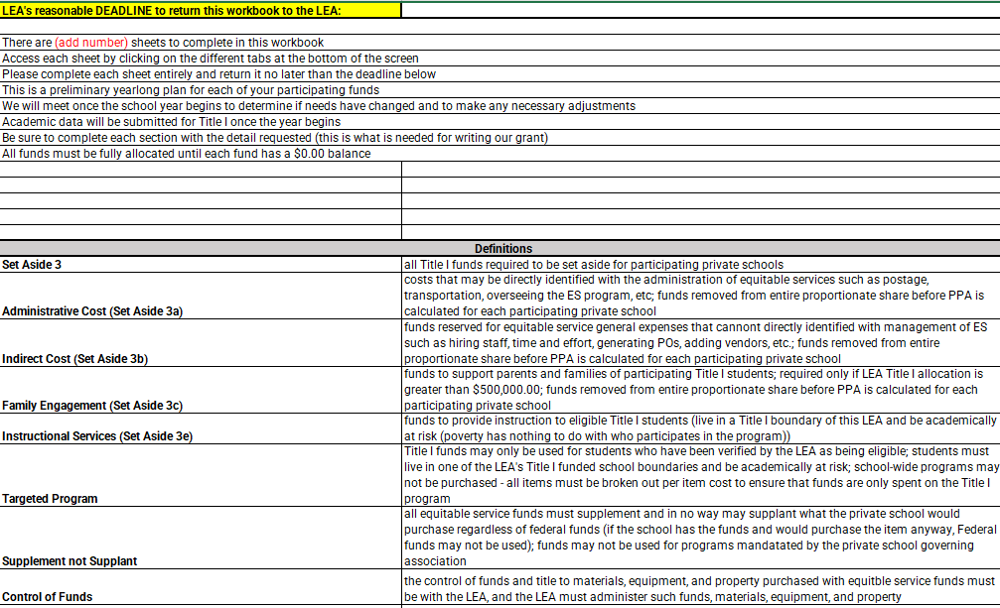 LEA's reasonable DEADLINE to return this workbook to the LEA:
There are (add number) sheets to complete in this workbook
Access each sheet by clicking on the different tabs at the bottom of the screen
Please complete each sheet entirely and return it no later than the deadline below
This is a preliminary yearlong plan for each of your participating funds
We will meet once the school year begins to determine if needs have changed and to make any necessary adjustments
Academic data will be submitted for Title I once the year begins
Be sure to complete each section with the detail requested (this is what is needed for writing our grant)
All funds must be fully allocated until each fund has a $0.00 balance
Definitions
Set Aside 3
all Title I funds required to be set aside for participating private schools
Administrative Cost (Set Aside 3a)
costs that may be directly identified with the administration of equitable services such as postage,
transportation, overseeing the ES program, etc; funds removed from entire proportionate share before PPA is
calculated for each participating private school
Indirect Cost (Set Aside 3b)
funds reserved for equitable service general expenses that cannont directly identified with management of ES
such as hiring staff, time and effort, generating POs, adding vendors, etc.; funds removed from entire
proportionate share before PPA is calculated for each participating private school
Family Engagement (Set Aside 3c)
funds to support parents and families of participating Title I students; required only if LEA Title I allocation is
greater than $500,000.00; funds removed from entire proportionate share before PPA is calculated for each
participating private school
Instructional Services (Set Aside 3e)
funds to provide instruction to eligible Title I students (live in a Title I boundary of this LEA and be academically
at risk (poverty has nothing to do with who participates in the program))
Targeted Program
Title I funds may only be used for students who have been verified by the LEA as being eligible; students must
live in one of the LEA's Title I funded school boundaries and be academically at risk; school-wide programs may
not be purchased - all items must be broken out per item cost to ensure that funds are only spent on the Title I
program
Supplement not Supplant
all equitable service funds must supplement and in no way may supplant what the private school would
purchase regardless of federal funds (if the school has the funds and would purchase the item anyway, Federal
funds may not be used); funds may not be used for programs mandatated by the private school governing
association
Control of Funds
the control of funds and title to materials, equipment, and property purchased with equitble service funds must
be with the LEA, and the LEA must administer such funds, materials, equipment, and property